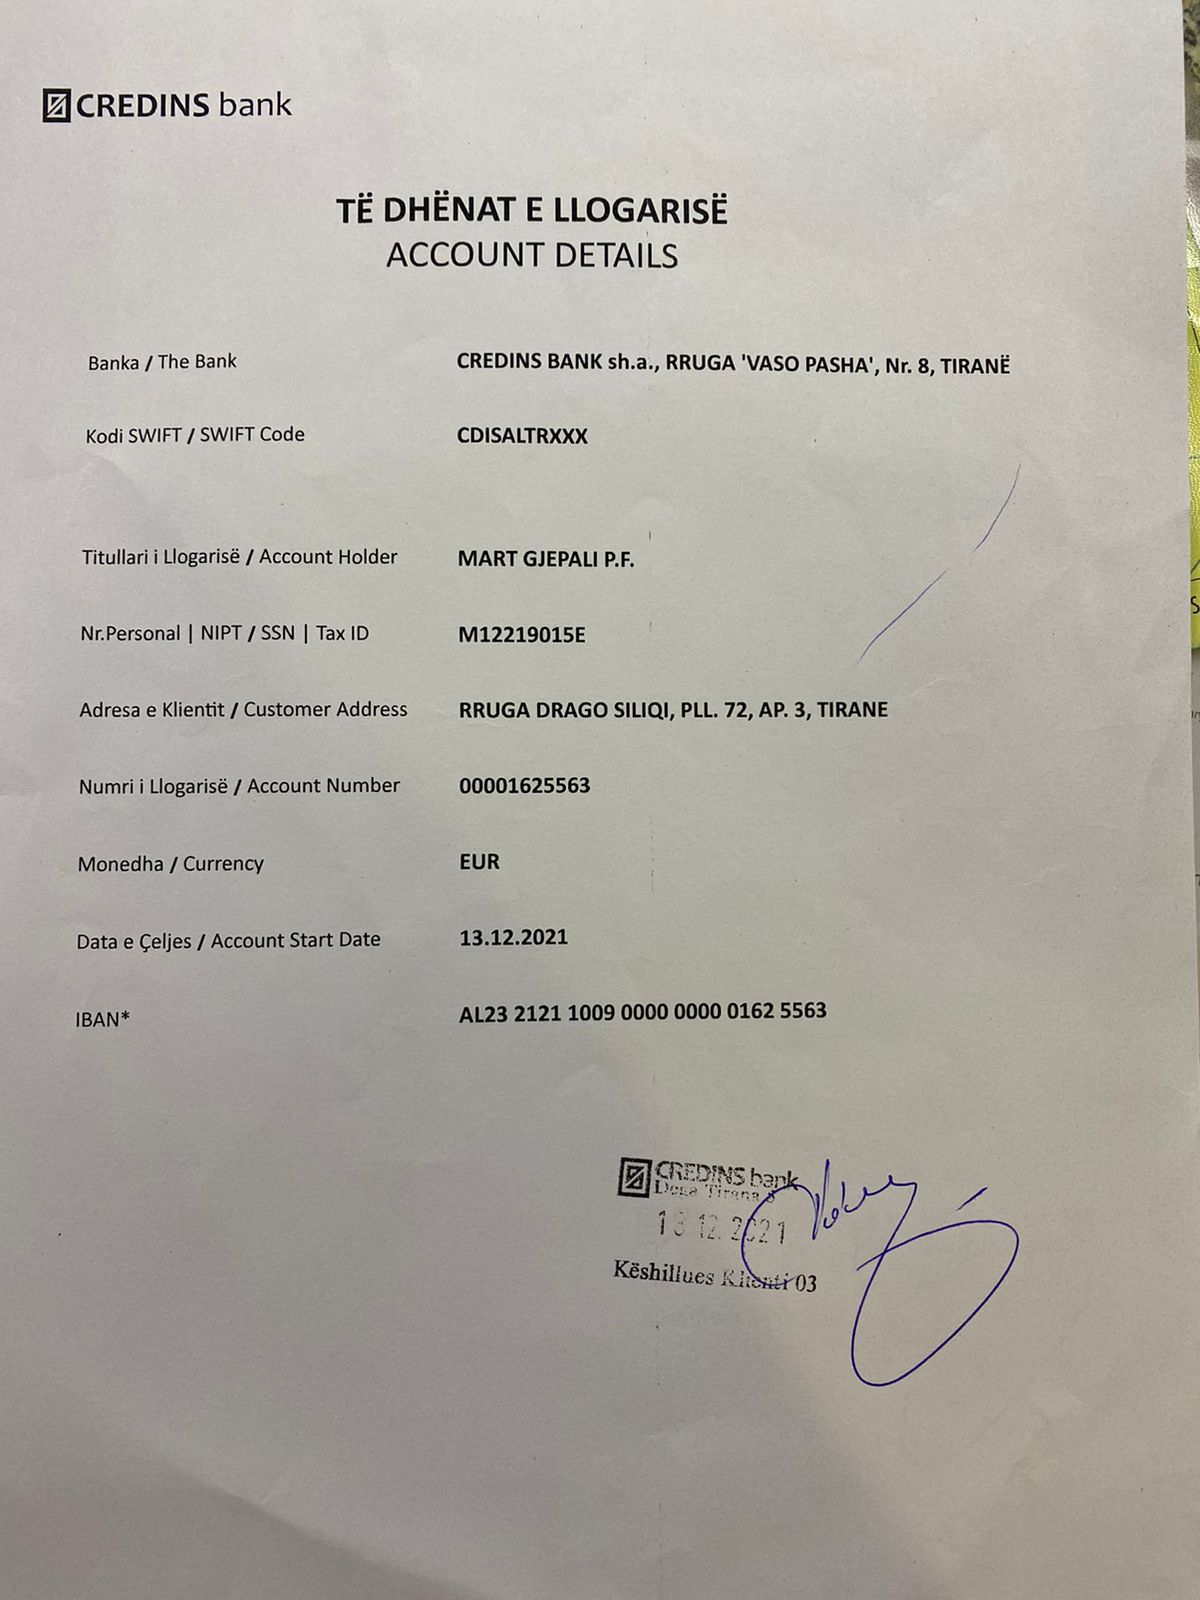 CREDINS bank
TË DHËNAT E LLOGARISË
ACCOUNT DETAILS
Banka / The Bank CREDINS BANK sh.a., RRUGA 'VASO PASHA', Nr. 8, TIRANË
Kodi SWIFT / SWIFT Code CDISALTRXXX
Titullari i Llogarisë / Account Holder MART GJEPALI P.F.
Nr.Personal | NIPT / SSN | Tax ID M12219015E
Adresa e Klientit / Customer Address RRUGA DRAGO SILIQI, PLL. 72, AP. 3, TIRANE
Numri i Llogarisë / Account Number 00001625563
Monedha / Currency EUR
Data e Çeljes / Account Start Date 13.12.2021
IBAN* AL23 2121 1009 0000 0000 0162 5563
CREDINS bank
Dega Tirana
13 12. 2021
Këshillues Klienti 03